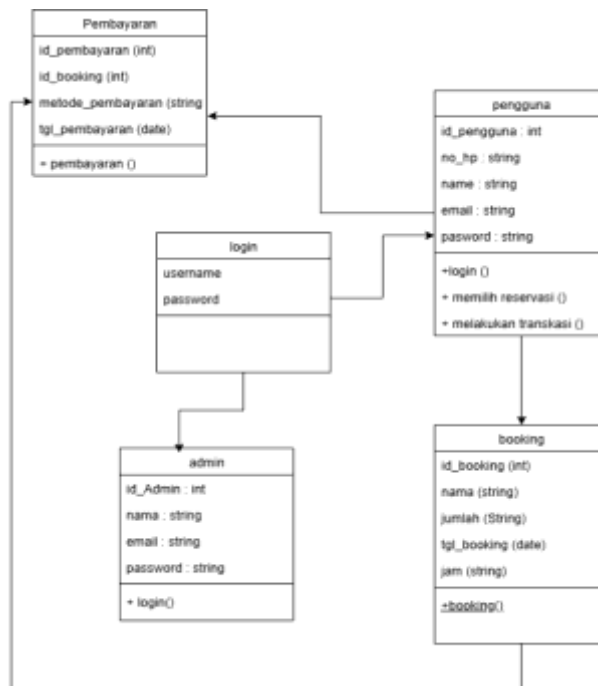 Pembayaran
id_pembayaran (int)
id_booking (int)
metode_pembayaran (string
tgl_pembayaran (date)
+ pembayaran ()
pengguna
id_pengguna : int
no_hp : string
name : string
email : string
pasword : string
+login ()
+ memilih reservasi ()
+ melakukan transkasi ()
login
username
password
admin
id_Admin : int
nama : string
email : string
password : string
+ login()
booking
id_booking (int)
nama (string)
jumlah (String)
tgl_booking (date)
jam (string)
+booking()